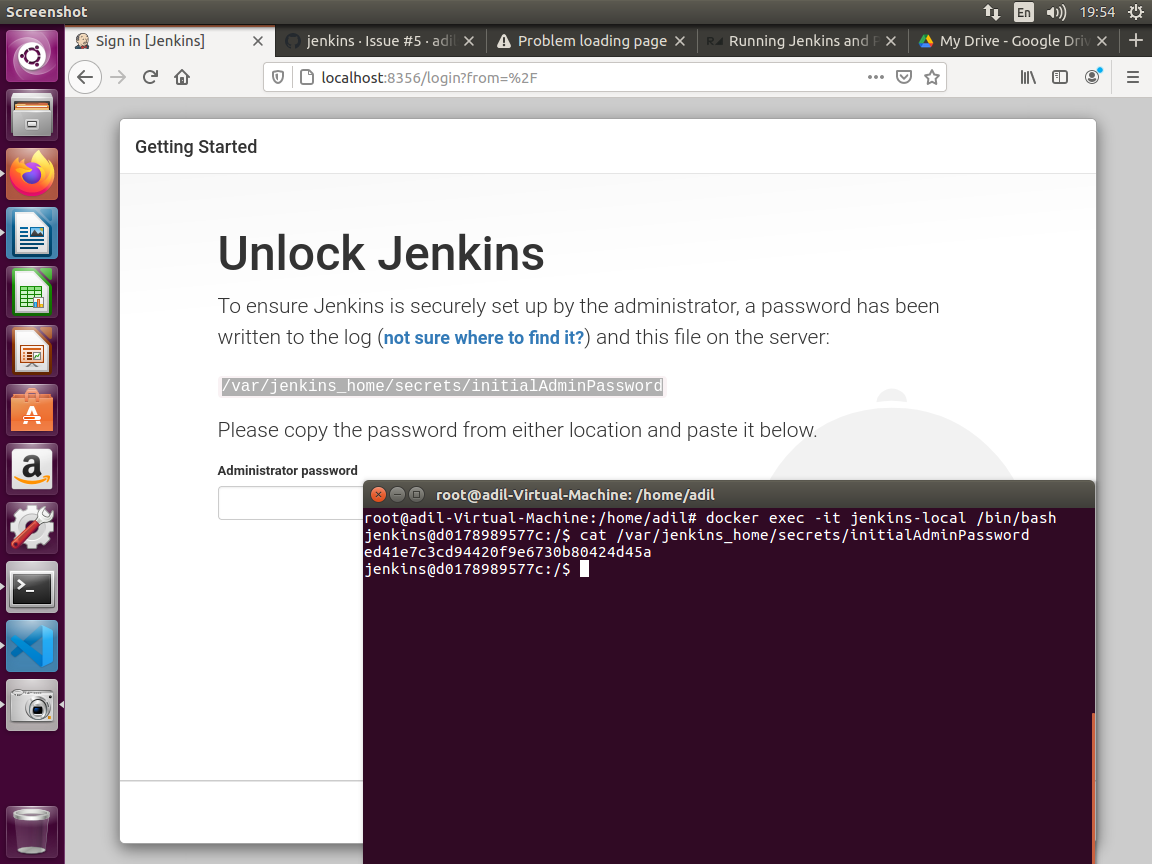 Screenshot
En
19:54
Sign in [Jenkins]
jenkins · Issue #5 · adil
Problem loading page
Running Jenkins and P
My Drive - Google Driv
localhost:8356/login?from=%2F
Getting Started
Unlock Jenkins
To ensure Jenkins is securely set up by the administrator, a password has been
written to the log (not sure where to find it?) and this file on the server:
/var/jenkins_home/secrets/initialAdminPassword
Please copy the password from either location and paste it below.
Administrator password
root@adil-Virtual-Machine: /home/adil
root@adil-Virtual-Machine:/home/adil# docker exec -it jenkins-local /bin/bash
jenkins@d0178989577c:/$ cat /var/jenkins_home/secrets/initialAdminPassword
ed41e7c3cd94420f9e6730b80424d45a
jenkins@d0178989577c:/$